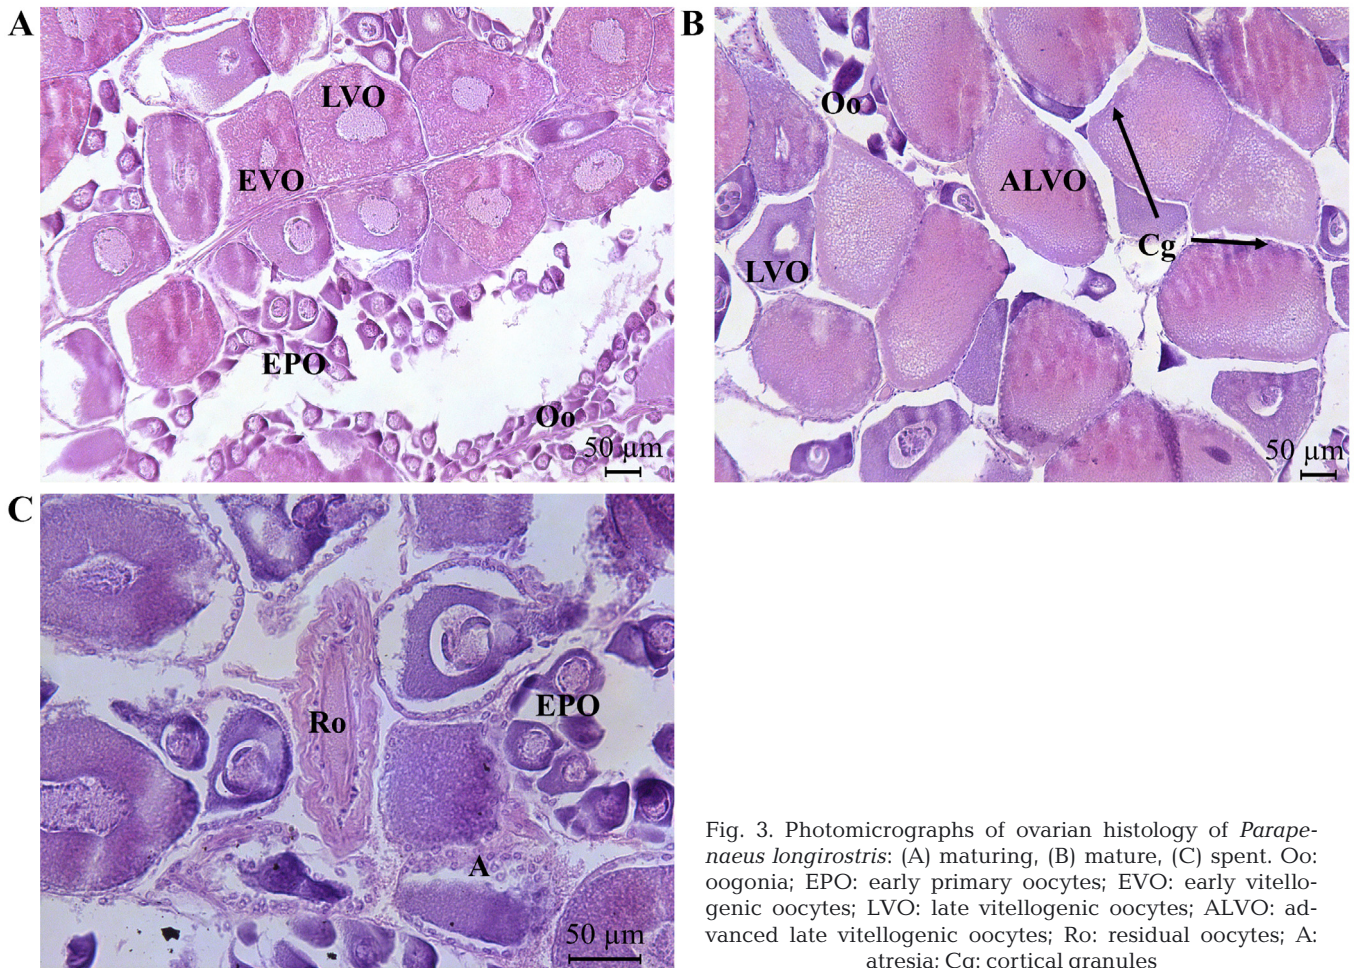 A
LVO
EVO
EPO
Oo
50 µm
B
Oo
ALVO
Cg
LVO
50 µm
C
Ro
EPO
A
50 µm
Fig. 3. Photomicrographs of ovarian histology of Parape-
naeus longirostris: (A) maturing, (B) mature, (C) spent. Oo:
oogonia; EPO: early primary oocytes; EVO: early vitello-
genic oocytes; LVO: late vitellogenic oocytes; ALVO: ad-
vanced late vitellogenic oocytes; Ro: residual oocytes; A:
atresia; Cg: cortical granules